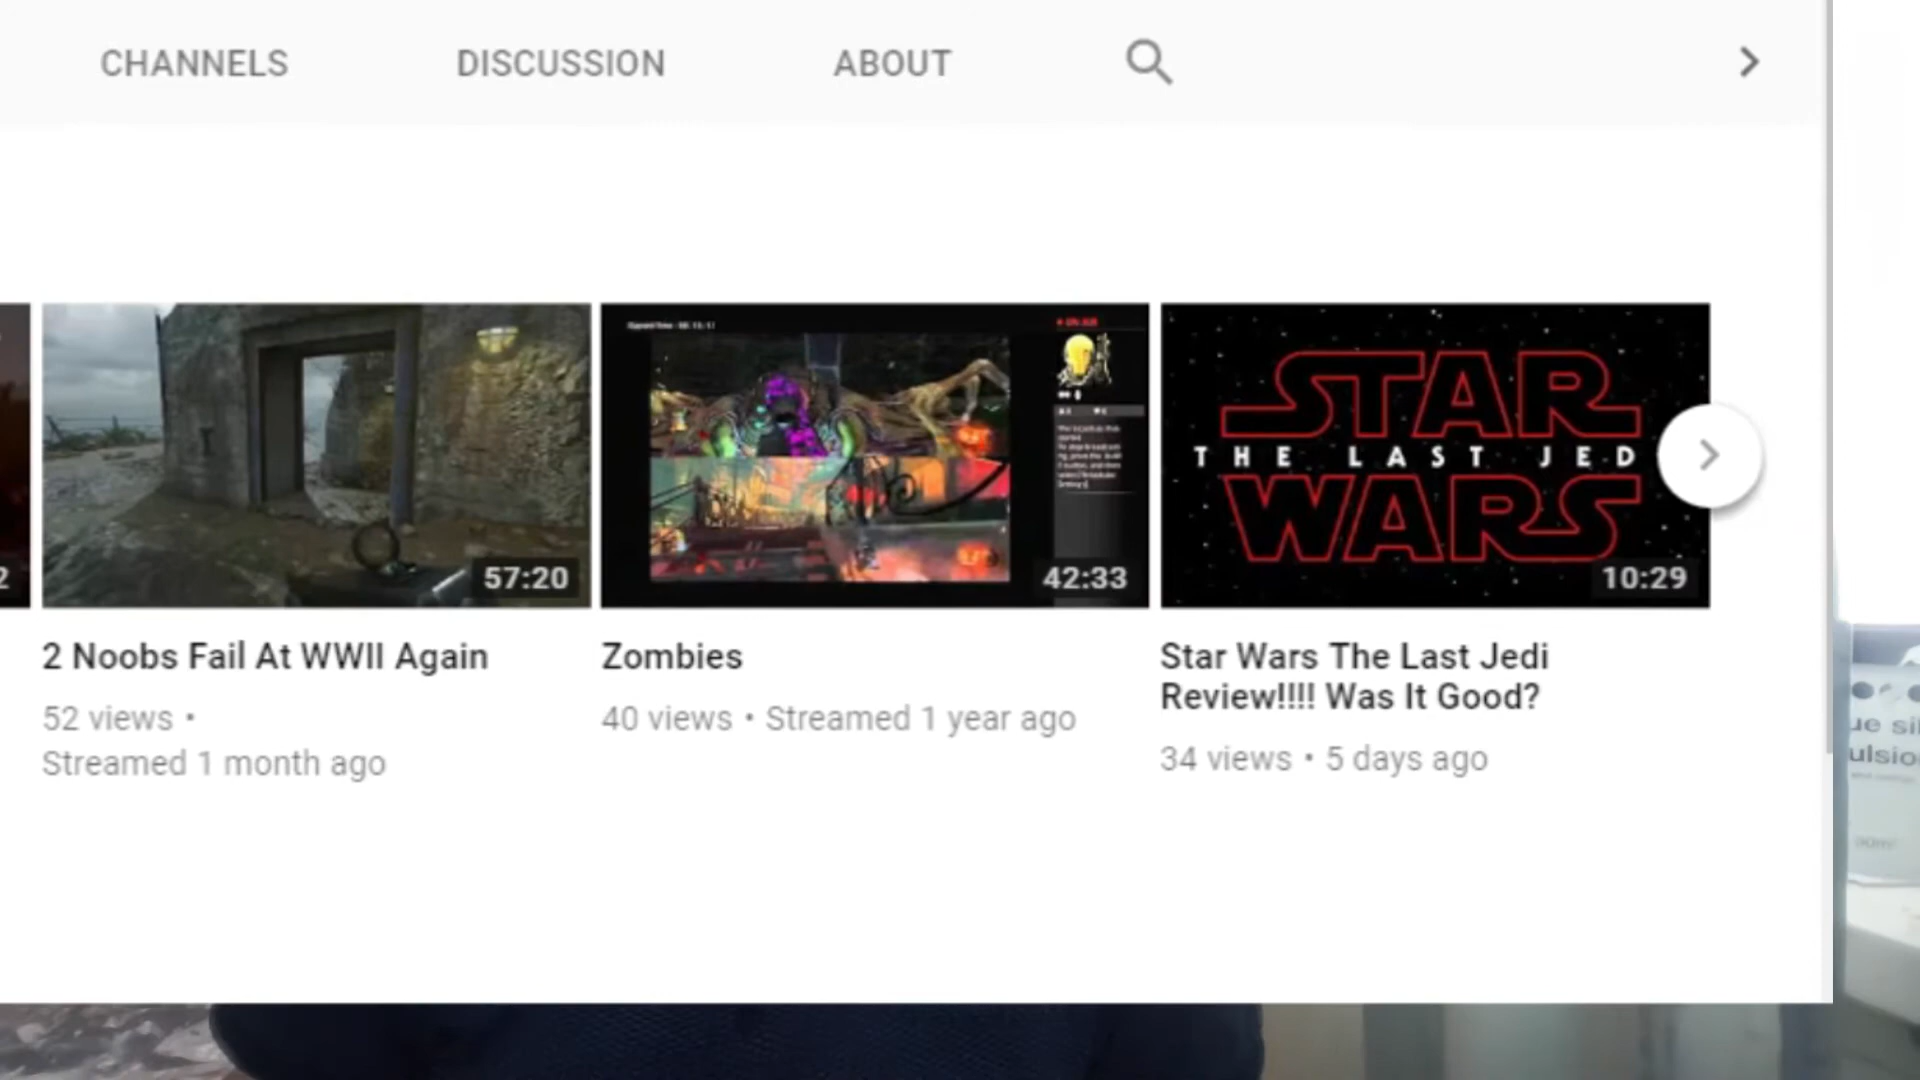 CHANNELS DISCUSSION ABOUT
STAR
THE LAST JED
WARS
2
57:20
42:33
10:29
2 Noobs Fail At WWII Again
52 views •
Streamed 1 month ago
Zombies
40 views • Streamed 1 year ago
Star Wars The Last Jedi
Review!!!! Was It Good?
34 views • 5 days ago